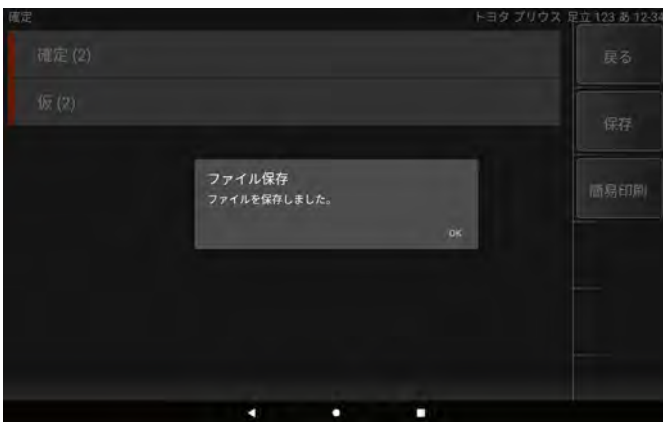 確定
トヨタ プリウス 足立 123 あ 12-34
確定 (2)
戻る
仮 (2)
保存
ファイル保存
ファイルを保存しました。
簡易印刷
OK